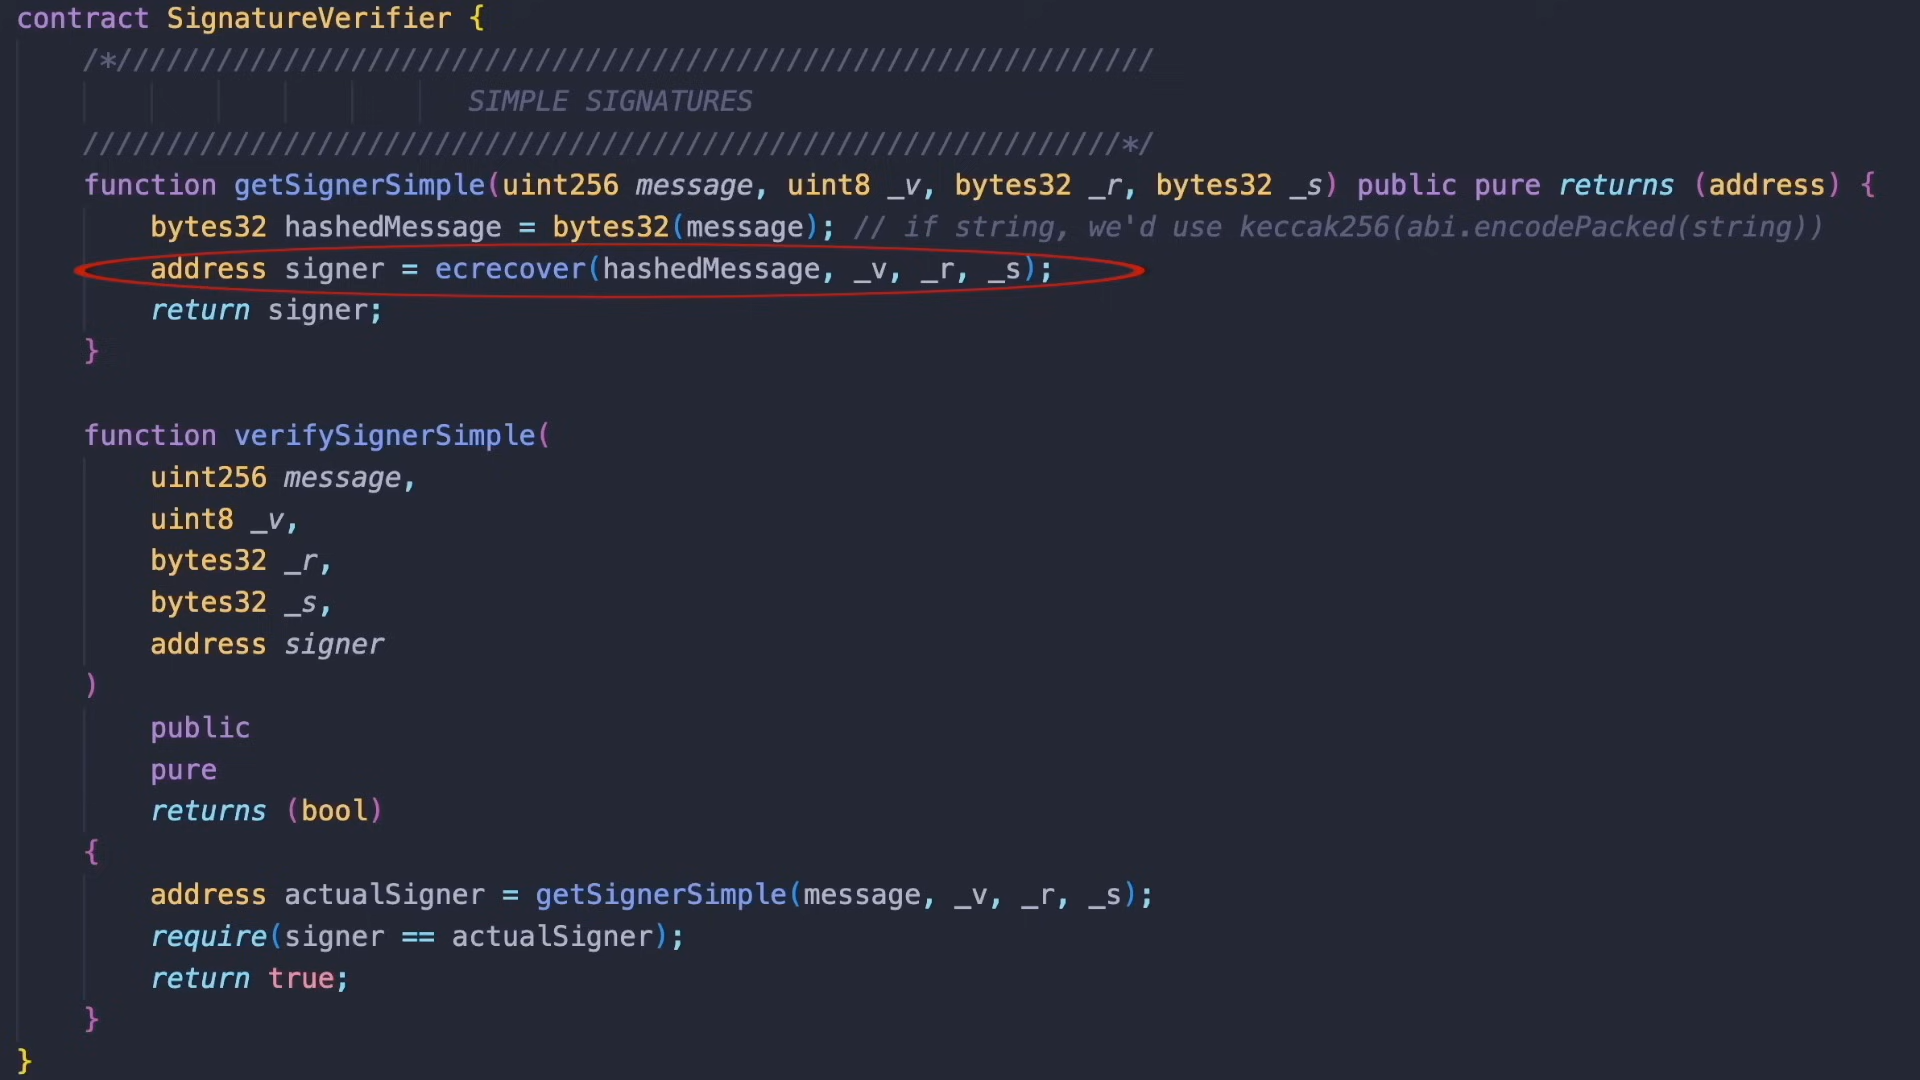 contract SignatureVerifier {
/*//////////////////////////////////////////////////////////////
SIMPLE SIGNATURES
//////////////////////////////////////////////////////////////*/
function getSignerSimple(uint256 message, uint8 _v, bytes32 _r, bytes32 _s) public pure returns (address) {
bytes32 hashedMessage = bytes32(message); // if string, we'd use keccak256(abi.encodePacked(string))
address signer = ecrecover(hashedMessage, _v, _r, _s);
return signer;
}
function verifySignerSimple(
uint256 message,
uint8 _v,
bytes32 _r,
bytes32 _s,
address signer
)
public
pure
returns (bool)
{
address actualSigner = getSignerSimple(message, _v, _r, _s);
require(signer == actualSigner);
return true;
}
}